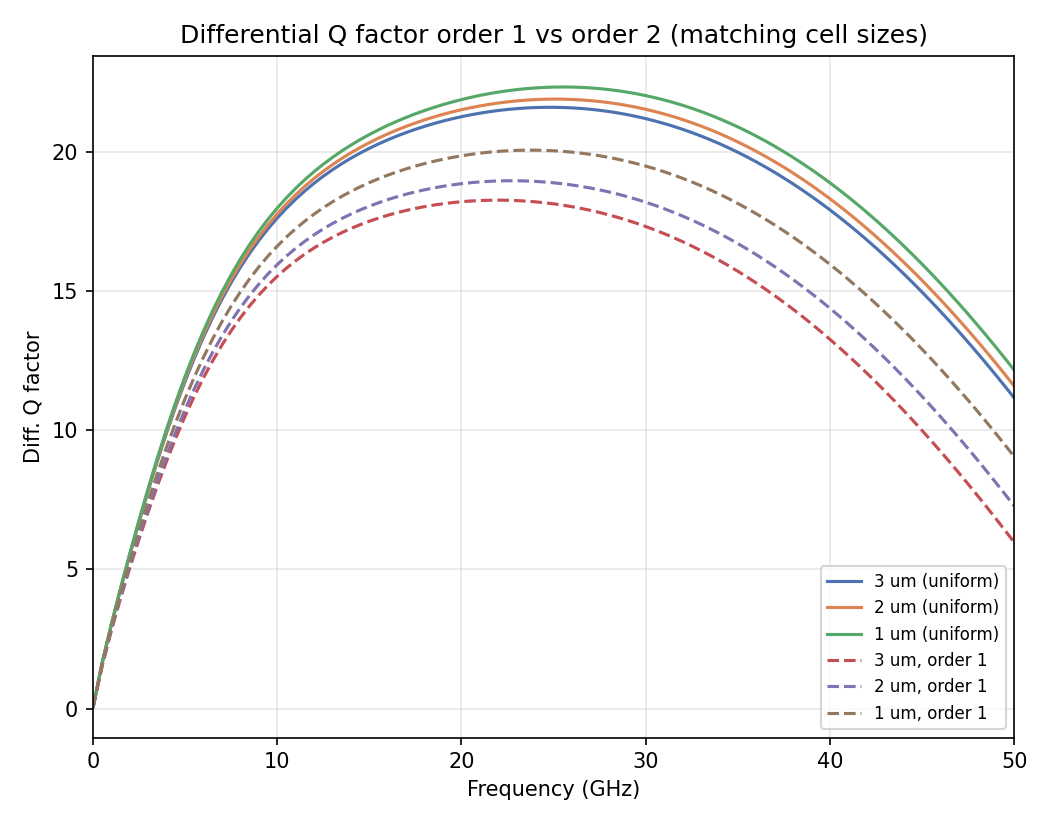 Differential Q factor order 1 vs order 2 (matching cell sizes)
Diff. Q factor
20
15
10
5
0
3 um (uniform)
2 um (uniform)
1 um (uniform)
3 um, order 1
2 um, order 1
1 um, order 1
0 10 20 30 40 50
Frequency (GHz)